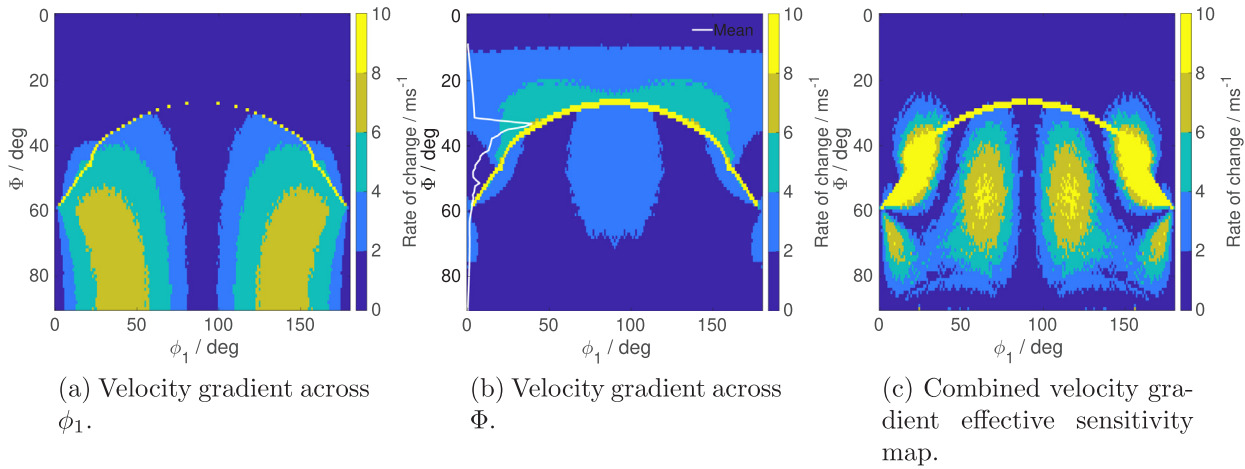 0
20
40
60
80
Φ / deg
0 50 100 150
ϕ1 / deg
10
8
6
4
2
0
Rate of change / ms-1
0
20
40
60
80
Φ / deg
Mean
0 50 100 150
ϕ1 / deg
10
8
6
4
2
0
Rate of change / ms-1
0
20
40
60
80
Φ / deg
0 50 100 150
ϕ1 / deg
10
8
6
4
2
0
Rate of change / ms-1
(a) Velocity gradient across
ϕ1.
(b) Velocity gradient across
Φ.
(c) Combined velocity gra-
dient effective sensitivity
map.